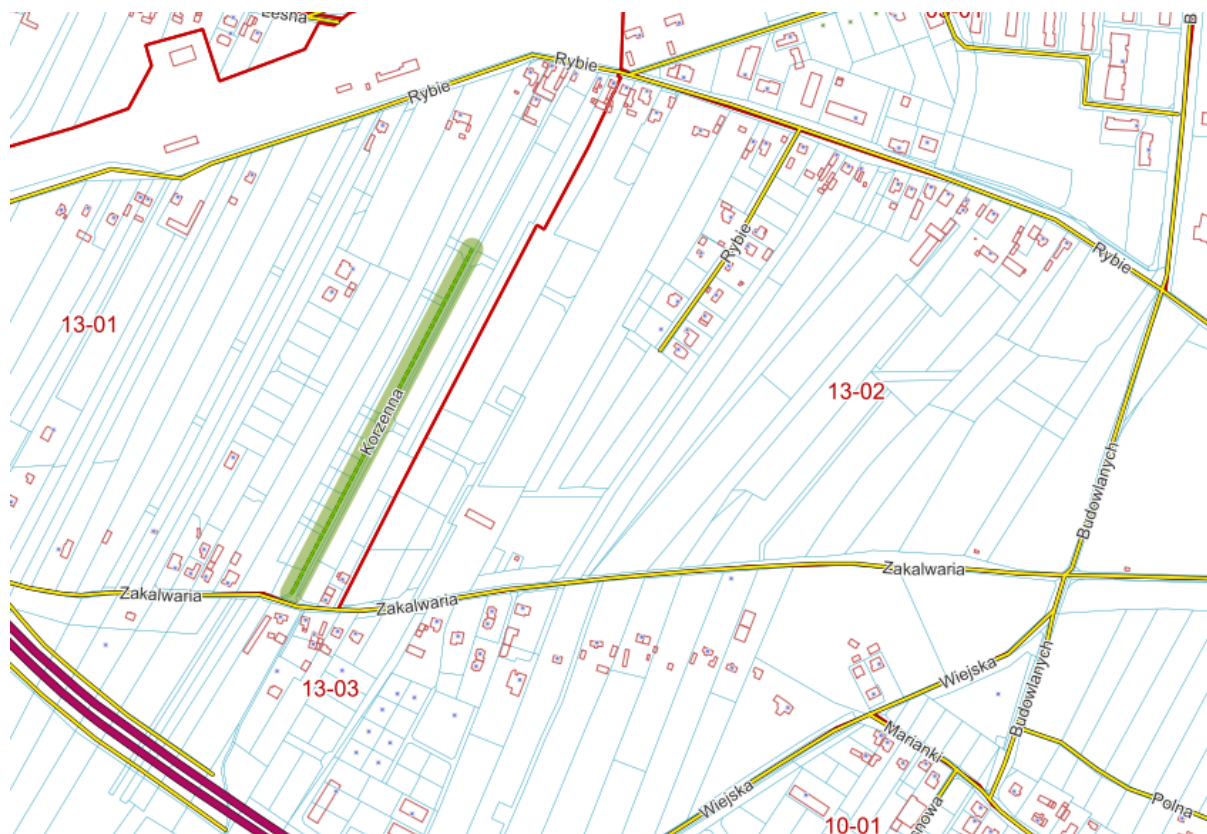 Leśna
Rybie
Rybie
13-01
Korzenna
Rybie
Rybie
13-02
Budowlanych
Zakalwaria
Zakalwaria
Zakalwaria
13-03
Wiejska
Budowlanych
Marianki
Wiejska
Polna
10-01